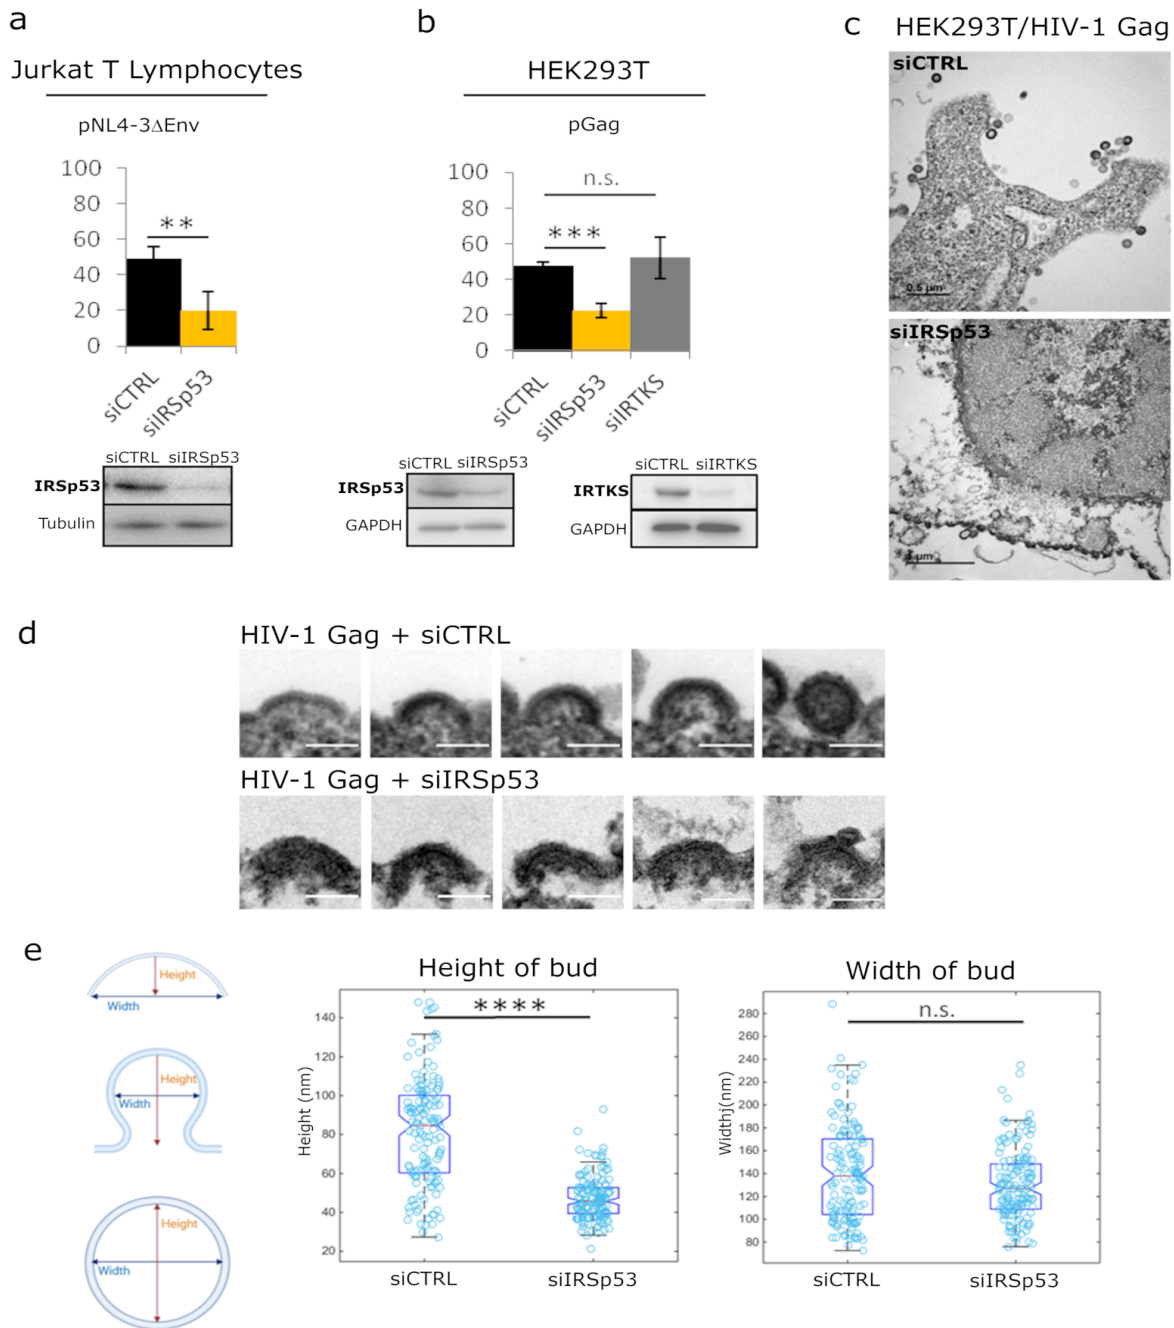 a
Jurkat T Lymphocytes
pNL4-3ΔEnv
100
80
60
40
20
0
**
siCTRL
siIRSp53
siCTRL siIRSp53
IRSp53
Tubulin
b
HEK293T
pGag
100
80
60
40
20
0
n.s.
***
siCTRL
siIRSp53
siIRTKS
siCTRL siIRSp53
IRSp53
GAPDH
siCTRL siIRTKS
IRTKS
GAPDH
c HEK293T/HIV-1 Gag
siCTRL
0.5 µm
siIRSp53
µm
d
HIV-1 Gag + siCTRL
HIV-1 Gag + siIRSp53
e
Height
Width
Height
Width
Height
Width
Height of bud
****
Height (nm)
140
120
100
80
60
40
20
siCTRL siIRSp53
Width of bud
n.s.
Widthj(nm)
280
260
240
220
200
180
160
140
120
100
80
siCTRL siIRSp53